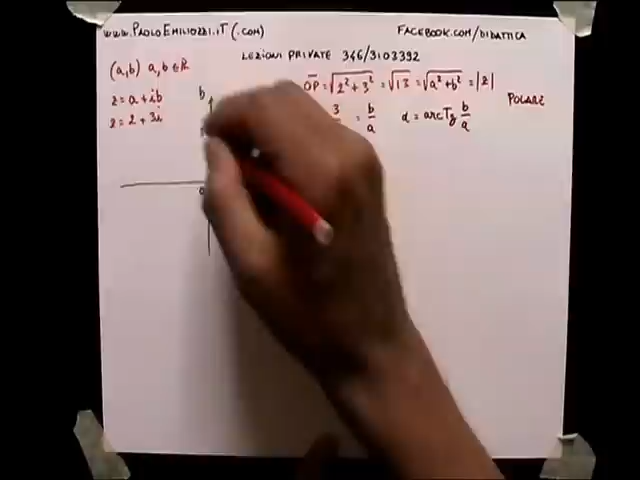 www.PaoloEmiliozzi.iT (.com)
FACEBOOK.COM/DIDATTICA
LEZIONI PRIVATE 346/3103392
(a,b) a,b ∈ R
z = a + ib
z = 2 + 3i
b
OP = √2² + 3² = √13 = √a² + b² = |z|
POLARE
3 = b/a α = arcTg b/a